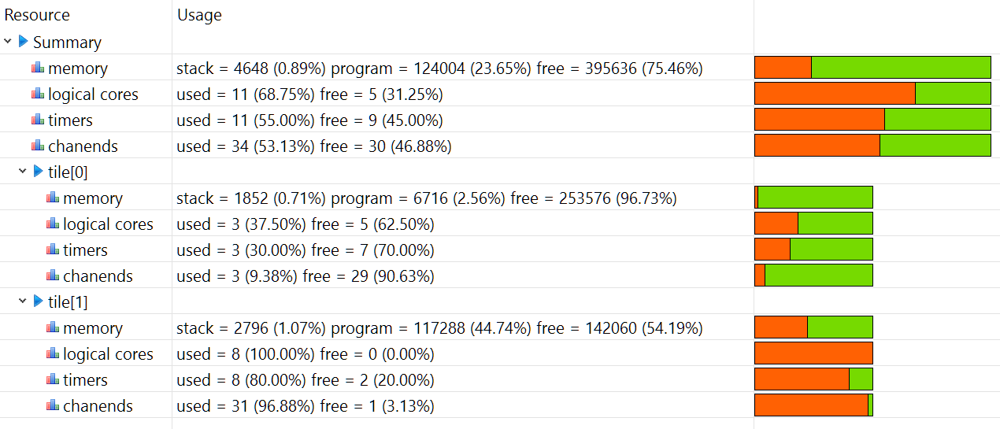 Resource Usage
Summary
memory stack = 4648 (0.89%) program = 124004 (23.65%) free = 395636 (75.46%)
logical cores used = 11 (68.75%) free = 5 (31.25%)
timers used = 11 (55.00%) free = 9 (45.00%)
chanends used = 34 (53.13%) free = 30 (46.88%)
tile[0]
memory stack = 1852 (0.71%) program = 6716 (2.56%) free = 253576 (96.73%)
logical cores used = 3 (37.50%) free = 5 (62.50%)
timers used = 3 (30.00%) free = 7 (70.00%)
chanends used = 3 (9.38%) free = 29 (90.63%)
tile[1]
memory stack = 2796 (1.07%) program = 117288 (44.74%) free = 142060 (54.19%)
logical cores used = 8 (100.00%) free = 0 (0.00%)
timers used = 8 (80.00%) free = 2 (20.00%)
chanends used = 31 (96.88%) free = 1 (3.13%)